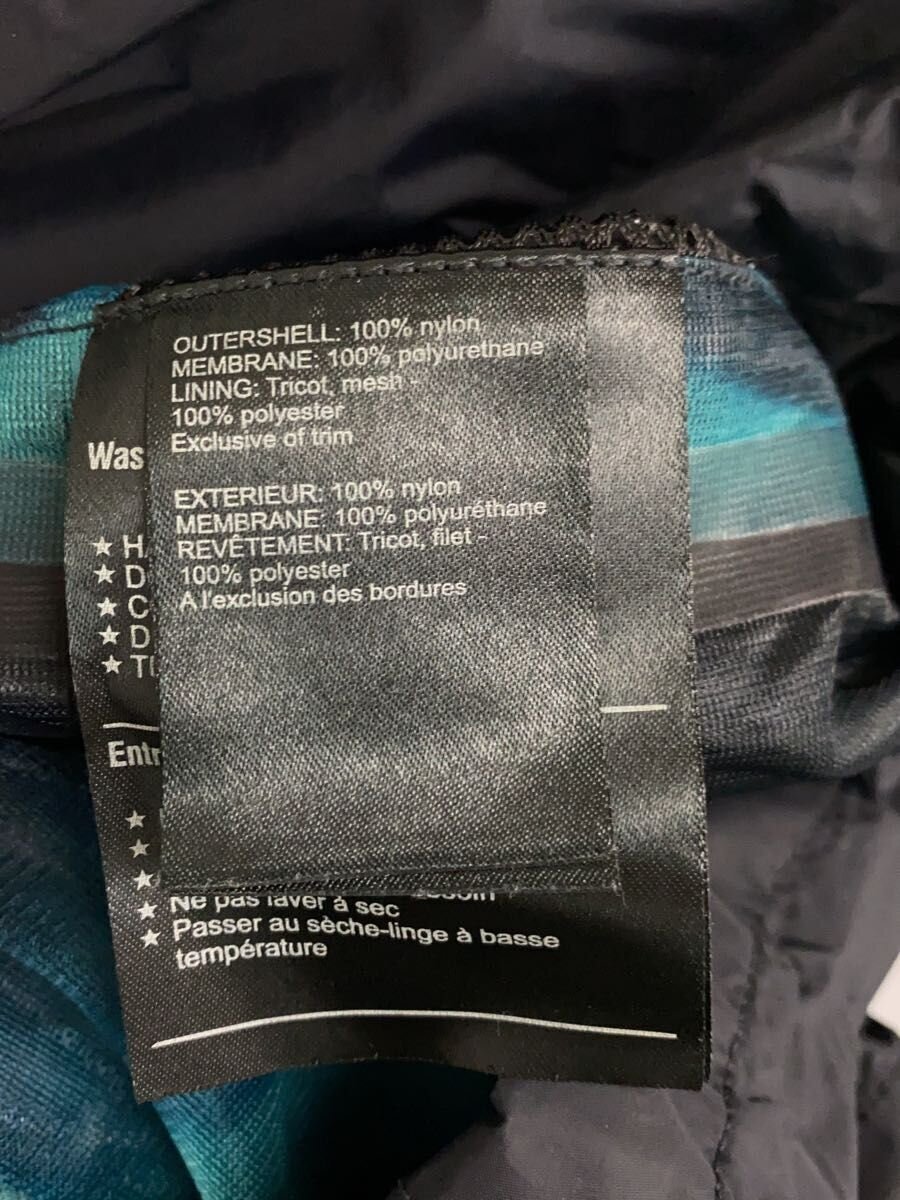 OUTERSHELL: 100% nylon
MEMBRANE: 100% polyurethane
LINING: Tricot, mesh -
100% polyester
Exclusive of trim
EXTERIEUR: 100% nylon
MEMBRANE: 100% polyuréthane
REVÊTEMENT: Tricot, filet -
100% polyester
A l'exclusion des bordures
Was
★ H
★ D
★ C
★ D
★ T
Entr
★
★
★
★ Ne pas laver à sec
★ Passer au sèche-linge à basse
température